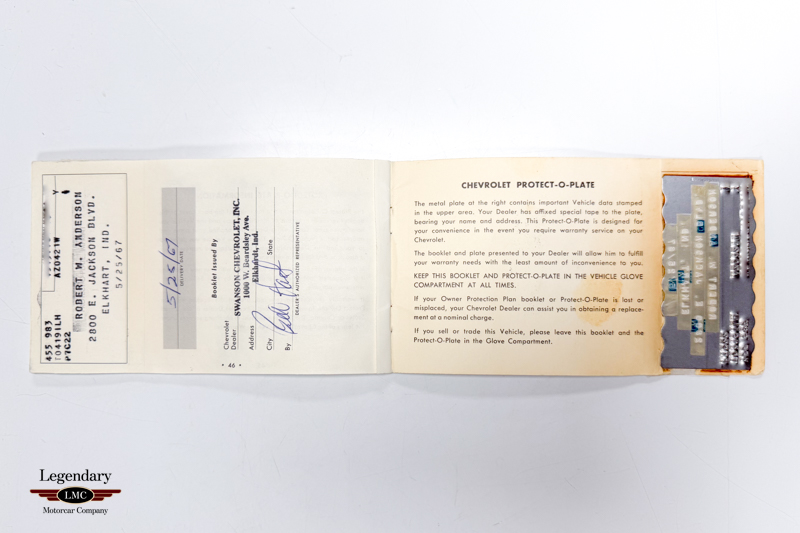 455 983
T0419ILH
P7C22
AZ0421W
Y
ROBERT W. ANDERSON
2800 E. JACKSON BLVD.
ELKHART, IND.
5/25/67
5/25/67
DELIVERY DATE
Booklet Issued By
Chevrolet
Dealer SWANSON CHEVROLET, INC.
Address 1000 W. Beardsley Ave.
City Elkhardt, Ind. State
By
DEALER'S AUTHORIZED REPRESENTATIVE
• 46 •
CHEVROLET PROTECT-O-PLATE
The metal plate at the right contains important Vehicle data stamped
in the upper area. Your Dealer has affixed special tape to the plate,
bearing your name and address. This Protect-O-Plate is designed for
your convenience in the event you require warranty service on your
Chevrolet.
The booklet and plate presented to your Dealer will allow him to fulfill
your warranty needs with the least amount of inconvenience to you.
KEEP THIS BOOKLET AND PROTECT-O-PLATE IN THE VEHICLE GLOVE
COMPARTMENT AT ALL TIMES.
If your Owner Protection Plan booklet or Protect-O-Plate is lost or
misplaced, your Chevrolet Dealer can assist you in obtaining a replace-
ment at a nominal charge.
If you sell or trade this Vehicle, please leave this booklet and the
Protect-O-Plate in the Glove Compartment.
Legendary
LMC
Motorcar Company